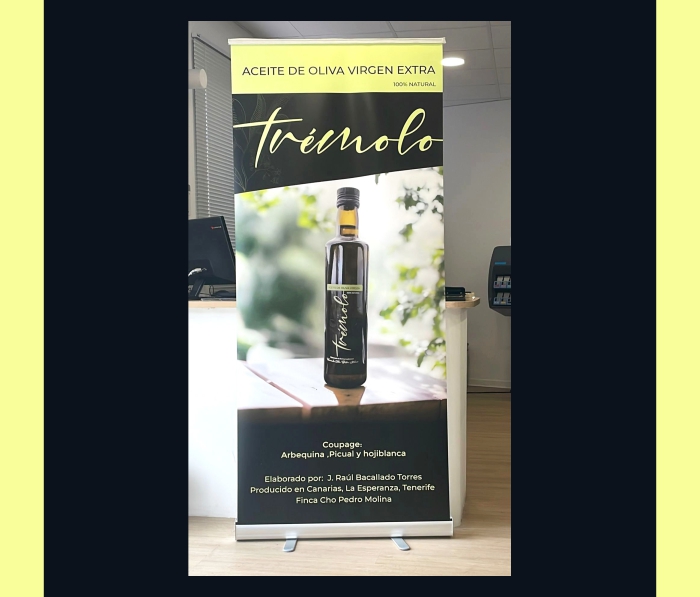 ACEITE DE OLIVA VIRGEN EXTRA
100% NATURAL
Trémolo
Trémolo
Coupage:
Arbequina ,Picual y hojiblanca
Elaborado por: J. Raúl Bacallado Torres
Producido en Canarias, La Esperanza, Tenerife
Finca Cho Pedro Molina